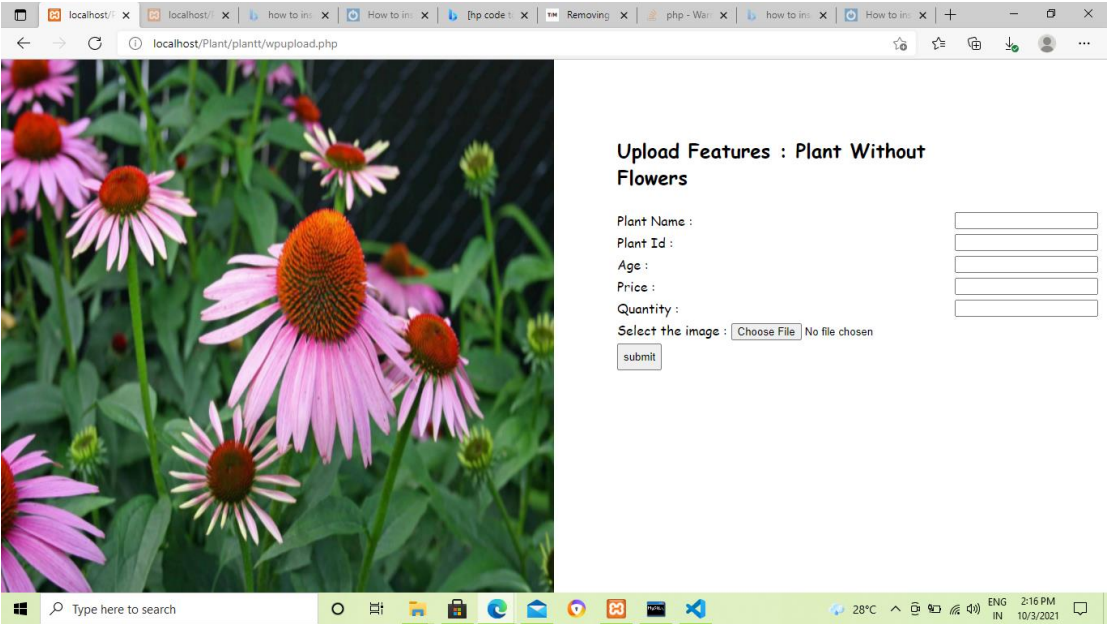 localhost/P
localhost/P
how to ins
How to ins
[hp code t
TIM
Removing
php - War
how to ins
How to ins
localhost/Plant/plantt/wpupload.php
Upload Features : Plant Without
Flowers
Plant Name :
Plant Id :
Age :
Price :
Quantity :
Select the image : Choose File No file chosen
submit
Type here to search
28°C
ENG
IN
2:16 PM
10/3/2021